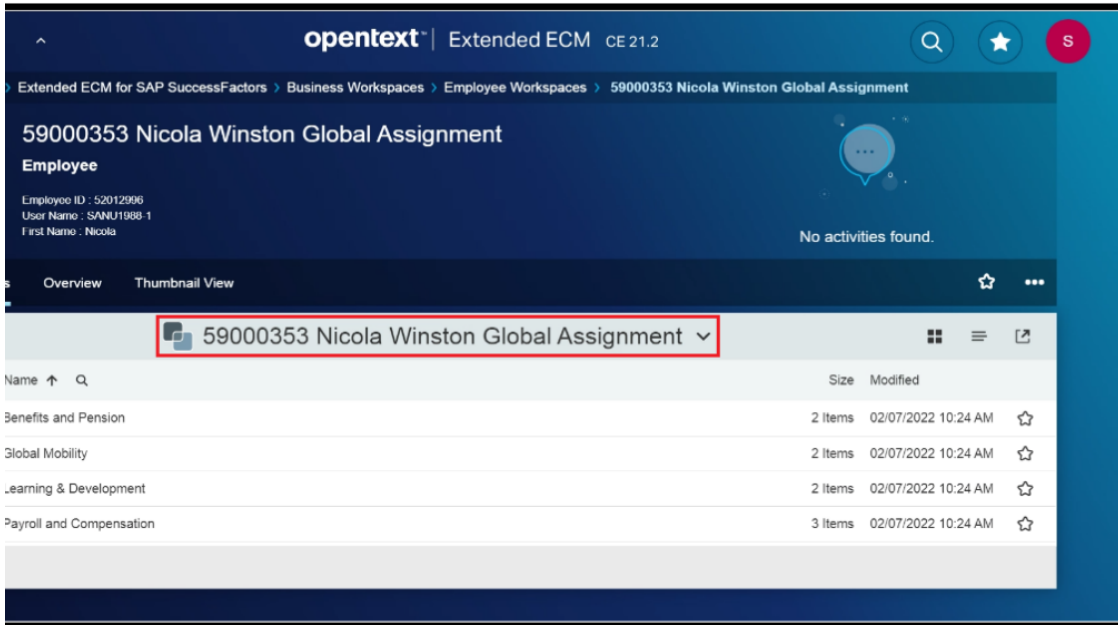 opentext™ | Extended ECM CE 21.2
S
Extended ECM for SAP SuccessFactors > Business Workspaces > Employee Workspaces > 59000353 Nicola Winston Global Assignment
59000353 Nicola Winston Global Assignment
Employee
Employee ID : 52012996
User Name : SANU1988-1
First Name : Nicola
No activities found.
s Overview Thumbnail View
59000353 Nicola Winston Global Assignment
Name Size Modified
Benefits and Pension 2 Items 02/07/2022 10:24 AM
Global Mobility 2 Items 02/07/2022 10:24 AM
Learning & Development 2 Items 02/07/2022 10:24 AM
Payroll and Compensation 3 Items 02/07/2022 10:24 AM